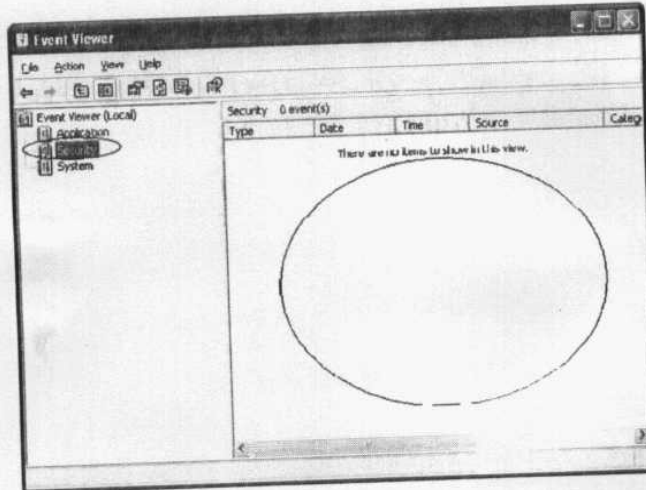 Event Viewer
File Action View Help
Event Viewer (Local)
Application
Security
System
Security 0 event(s)
Type Date Time Source Categ
There are no items to show in this view.